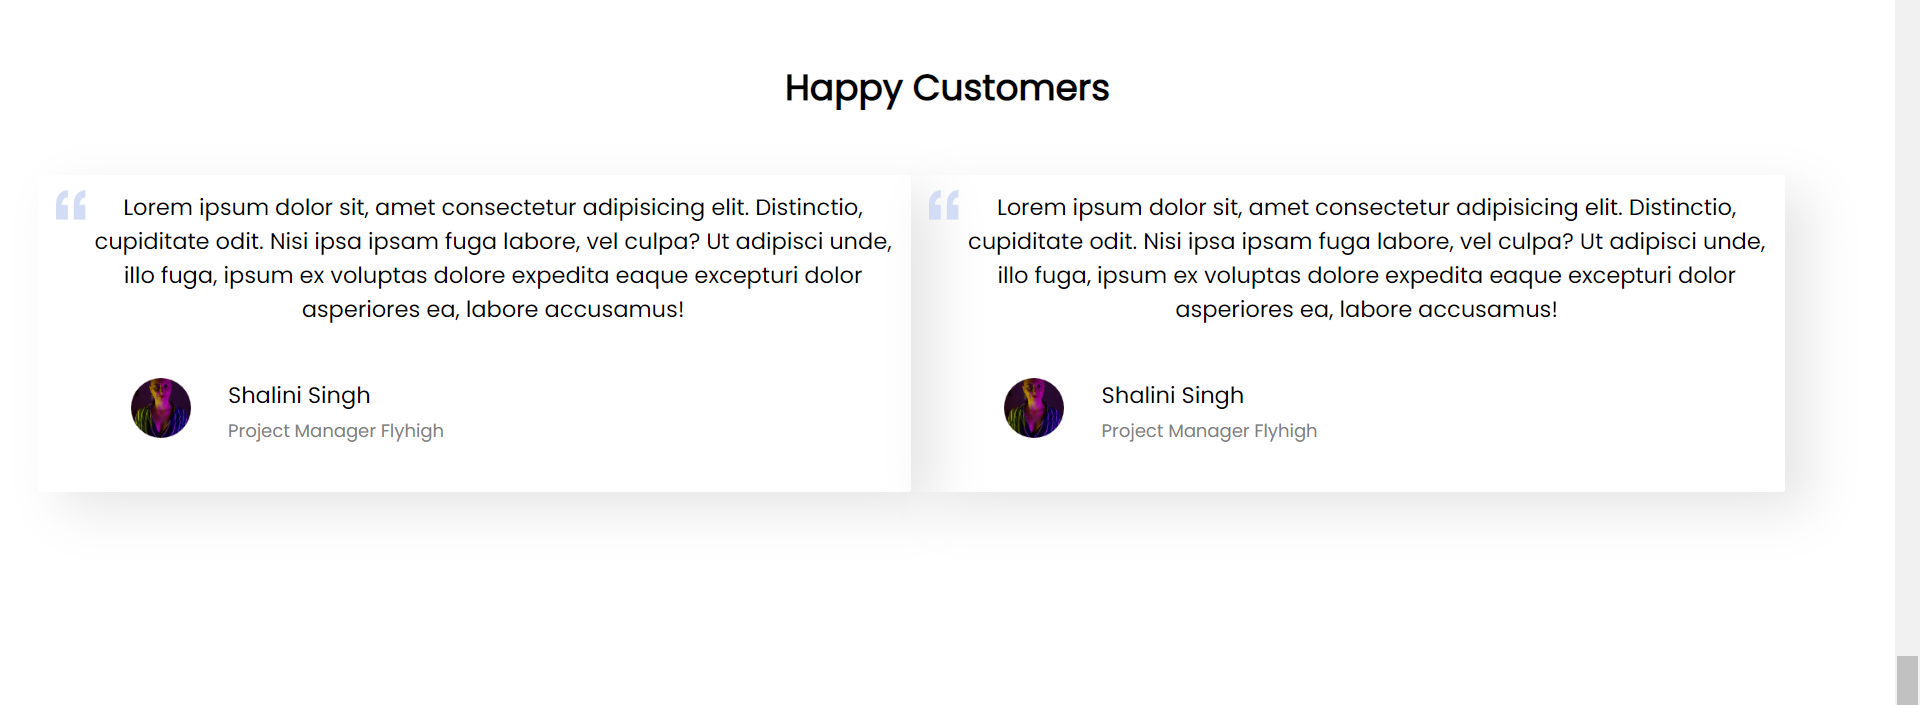 Happy Customers
Lorem ipsum dolor sit, amet consectetur adipisicing elit. Distinctio,
cupiditate odit. Nisi ipsa ipsam fuga labore, vel culpa? Ut adipisci unde,
illo fuga, ipsum ex voluptas dolore expedita eaque excepturi dolor
asperiores ea, labore accusamus!
Shalini Singh
Project Manager Flyhigh
Lorem ipsum dolor sit, amet consectetur adipisicing elit. Distinctio,
cupiditate odit. Nisi ipsa ipsam fuga labore, vel culpa? Ut adipisci unde,
illo fuga, ipsum ex voluptas dolore expedita eaque excepturi dolor
asperiores ea, labore accusamus!
Shalini Singh
Project Manager Flyhigh